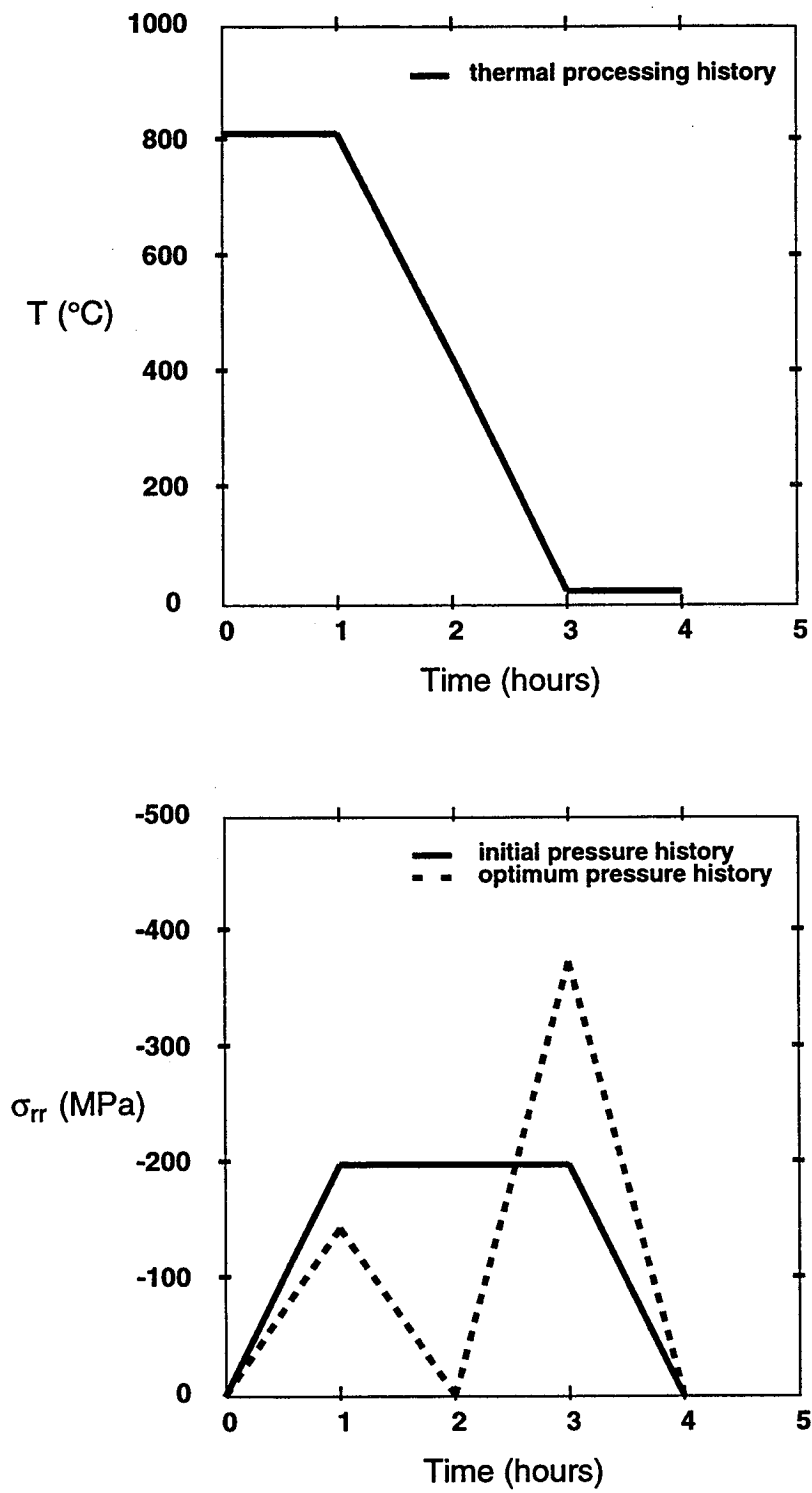 1000
thermal processing history
800
600
T (°C)
400
200
0
0 1 2 3 4 5
Time (hours)
-500
initial pressure history
optimum pressure history
-400
-300
σrr (MPa)
-200
-100
0
0 1 2 3 4 5
Time (hours)